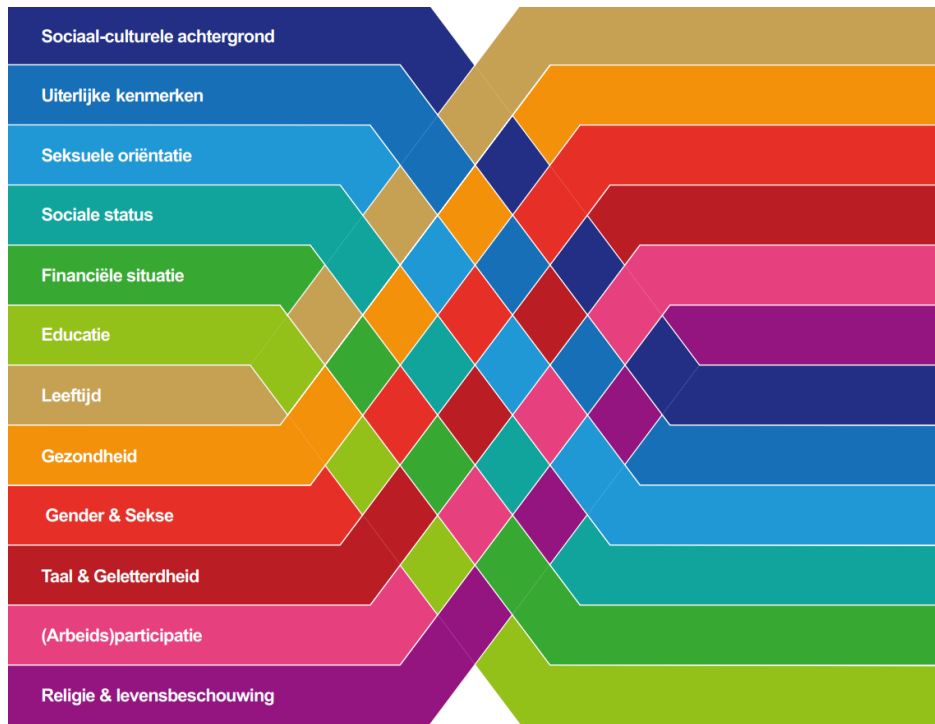 Sociaal-culturele achtergrond
Uiterlijke kenmerken
Seksuele oriëntatie
Sociale status
Financiële situatie
Educatie
Leeftijd
Gezondheid
Gender & Sekse
Taal & Geletterdheid
(Arbeids)participatie
Religie & levensbeschouwing